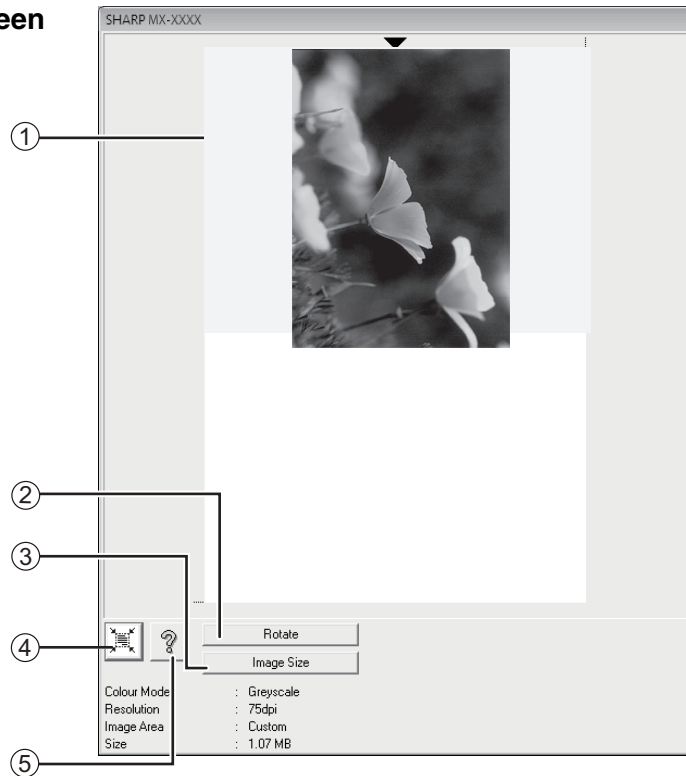 een
SHARP MX-XXXX
1
2
Rotate
3
Image Size
4
5
Colour Mode : Greyscale
Resolution : 75dpi
Image Area : Custom
Size : 1.07 MB